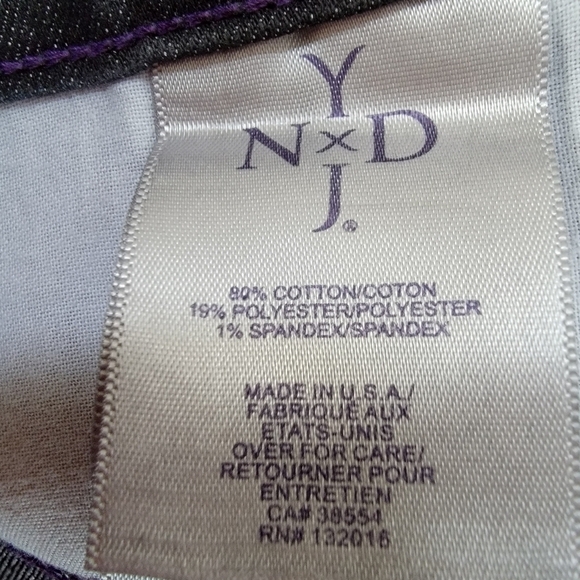 Y
N x D
J®
80% COTTON/COTON
19% POLYESTER/POLYESTER
1% SPANDEX/SPANDEX
MADE IN U.S.A./
FABRIQUÉ AUX
ETATS-UNIS
OVER FOR CARE/
RETOURNER POUR
ENTRETIEN
CA# 38554
RN# 132016